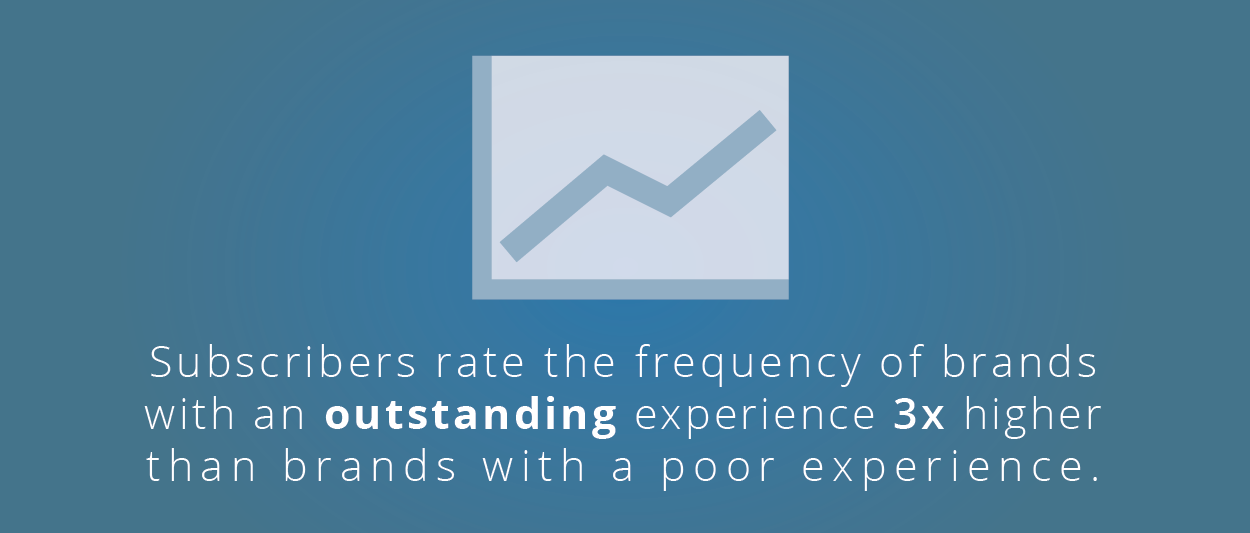 Subscribers rate the frequency of brands
with an outstanding experience 3x higher
than brands with a poor experience.